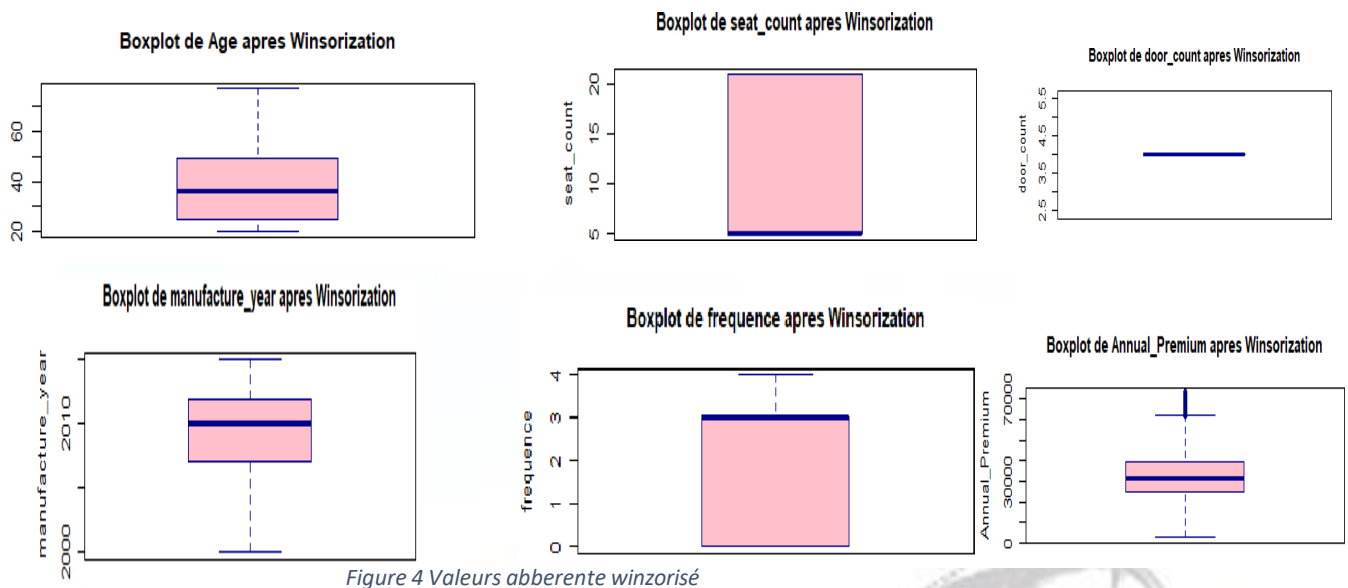 Boxplot de Age apres Winsorization
60
40
20
Boxplot de seat_count apres Winsorization
seat_count
20
15
10
5
Boxplot de door_count apres Winsorization
door_count
5.5
4.5
3.5
2.5
Boxplot de manufacture_year apres Winsorization
manufacture_year
2010
2000
Boxplot de frequence apres Winsorization
frequence
4
3
2
1
0
Boxplot de Annual_Premium apres Winsorization
Annual_Premium
70000
30000
0
Figure 4 Valeurs abberente winzorisé